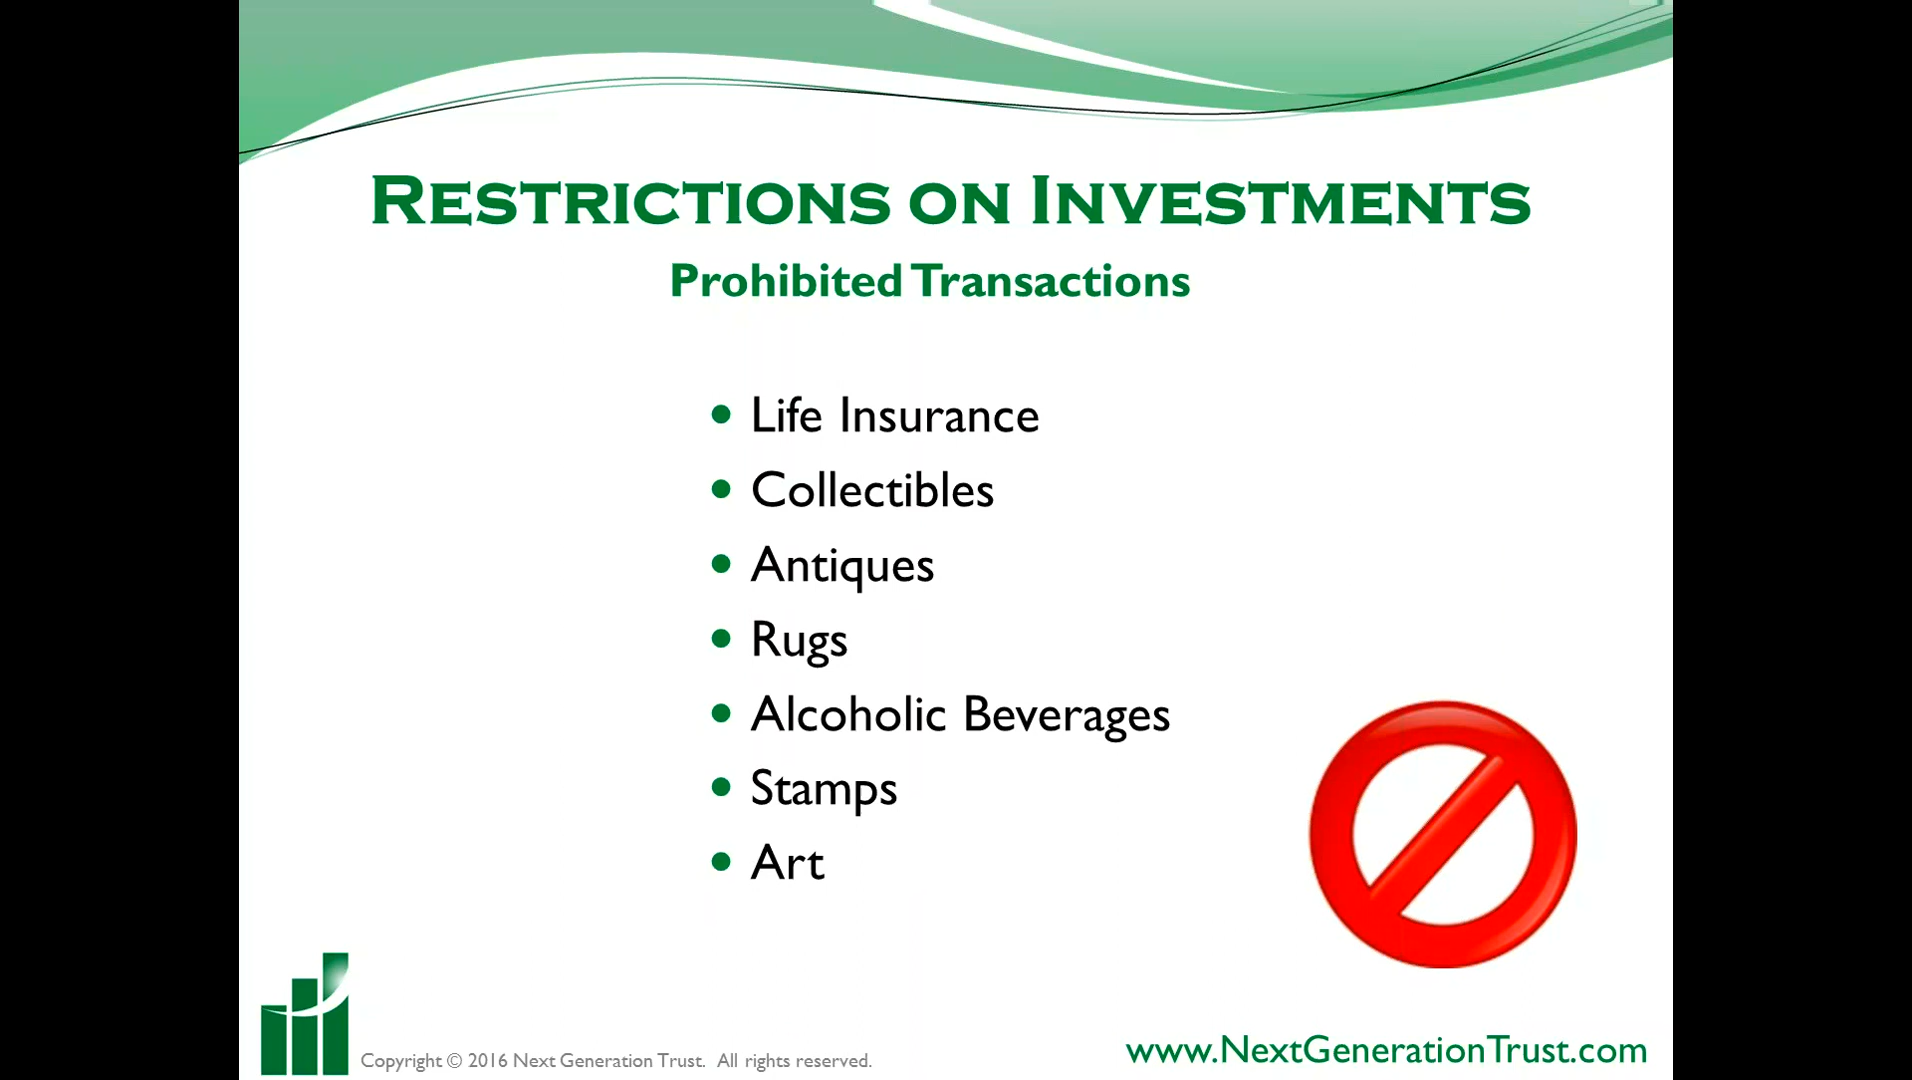 Restrictions on Investments
Prohibited Transactions
• Life Insurance
• Collectibles
• Antiques
• Rugs
• Alcoholic Beverages
• Stamps
• Art
Copyright © 2016 Next Generation Trust. All rights reserved.
www.NextGenerationTrust.com